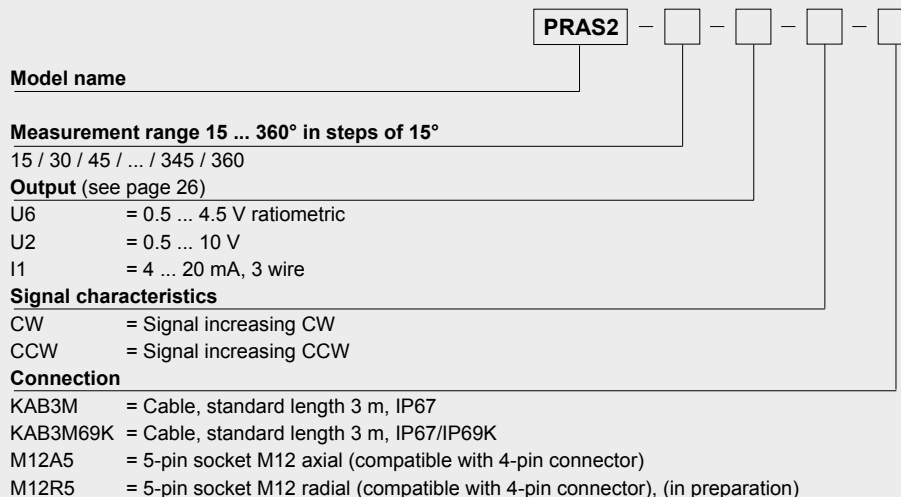 PRAS2 – – – –
Model name
Measurement range 15 ... 360° in steps of 15°
15 / 30 / 45 / ... / 345 / 360
Output (see page 26)
U6 = 0.5 ... 4.5 V ratiometric
U2 = 0.5 ... 10 V
I1 = 4 ... 20 mA, 3 wire
Signal characteristics
CW = Signal increasing CW
CCW = Signal increasing CCW
Connection
KAB3M = Cable, standard length 3 m, IP67
KAB3M69K = Cable, standard length 3 m, IP67/IP69K
M12A5 = 5-pin socket M12 axial (compatible with 4-pin connector)
M12R5 = 5-pin socket M12 radial (compatible with 4-pin connector), (in preparation)